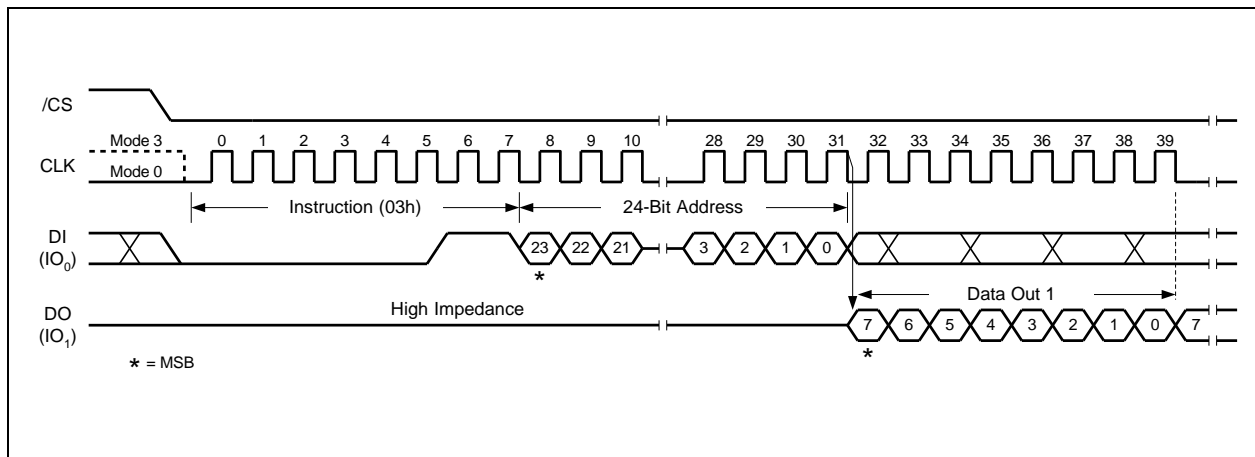 /CS
Mode 3
0 1 2 3 4 5 6 7 8 9 10 28 29 30 31 32 33 34 35 36 37 38 39
CLK
Mode 0
Instruction (03h) 24-Bit Address
DI
(IO0)
23 22 21 3 2 1 0
*
High Impedance
Data Out 1
DO
(IO1)
7 6 5 4 3 2 1 0 7
*
* = MSB